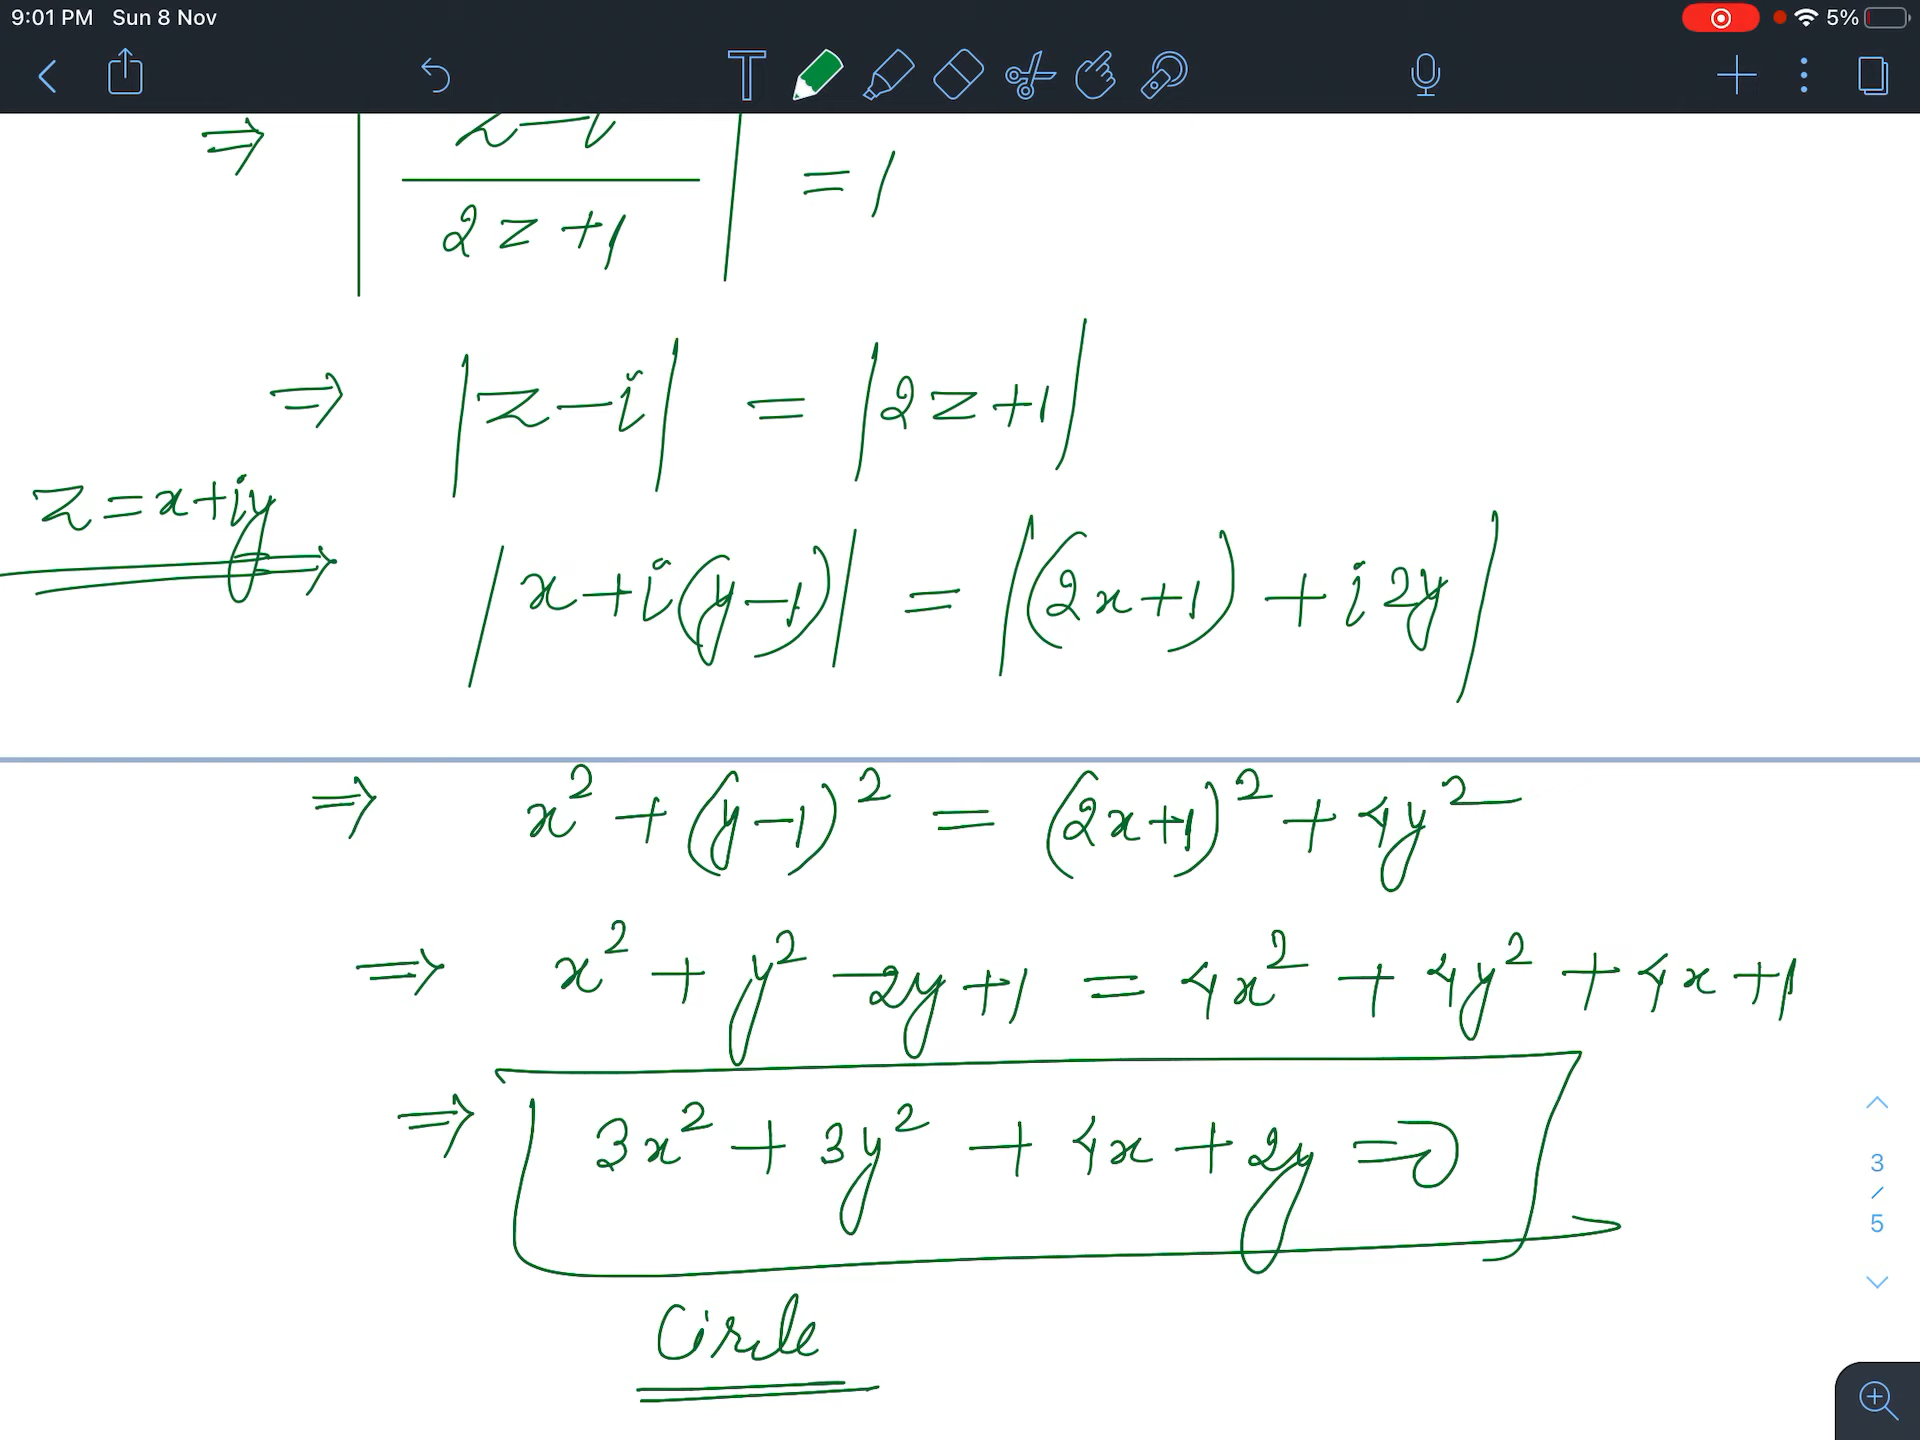 9:01 PM Sun 8 Nov 5%
T
⇒ | z-i / 2z+1 | = 1
⇒ |z-i| = |2z+1|
z=x+iy
⇒ |x+i(y-1)| = |(2x+1)+i2y|
⇒ x²+(y-1)² = (2x+1)²+4y²
⇒ x²+y²-2y+1 = 4x²+4y²+4x+1
⇒ 3x²+3y²+4x+2y=0
Circle
3
/
5